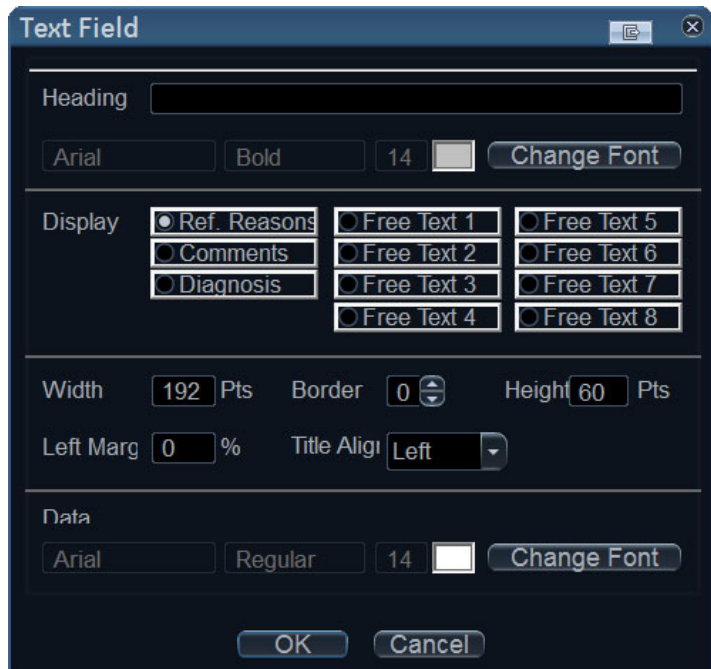 Text Field
Heading
Arial Bold 14 Change Font
Display Ref. Reasons Free Text 1 Free Text 5
Comments Free Text 2 Free Text 6
Diagnosis Free Text 3 Free Text 7
Free Text 4 Free Text 8
Width 192 Pts Border 0 Height 60 Pts
Left Marg 0 % Title Alig Left
Data
Arial Regular 14 Change Font
OK Cancel